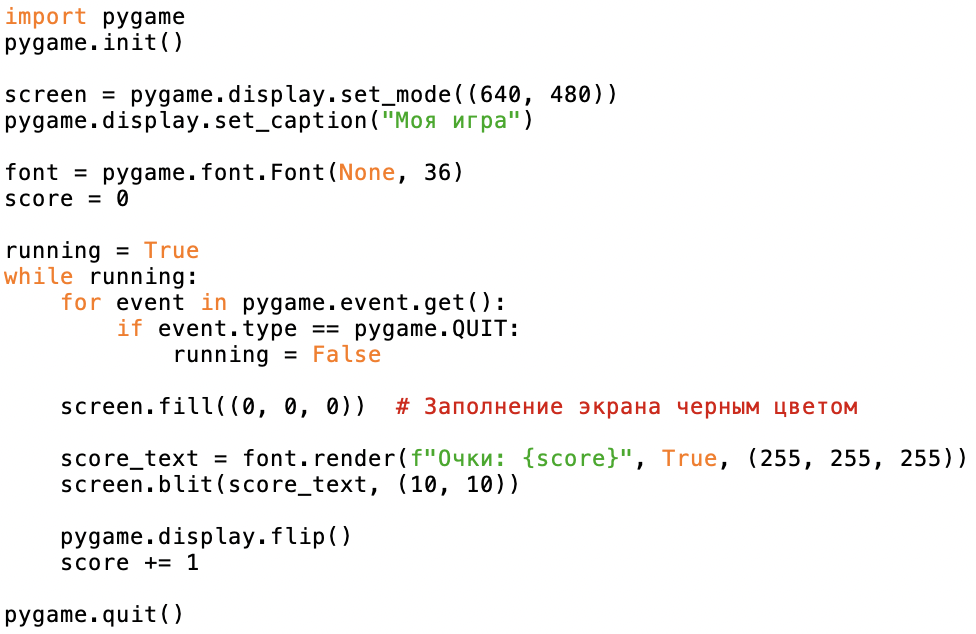 import pygame
pygame.init()

screen = pygame.display.set_mode((640, 480))
pygame.display.set_caption("Моя игра")

font = pygame.font.Font(None, 36)
score = 0

running = True
while running:
    for event in pygame.event.get():
        if event.type == pygame.QUIT:
            running = False

    screen.fill((0, 0, 0))  # Заполнение экрана черным цветом

    score_text = font.render(f"Очки: {score}", True, (255, 255, 255))
    screen.blit(score_text, (10, 10))

    pygame.display.flip()
    score += 1

pygame.quit()